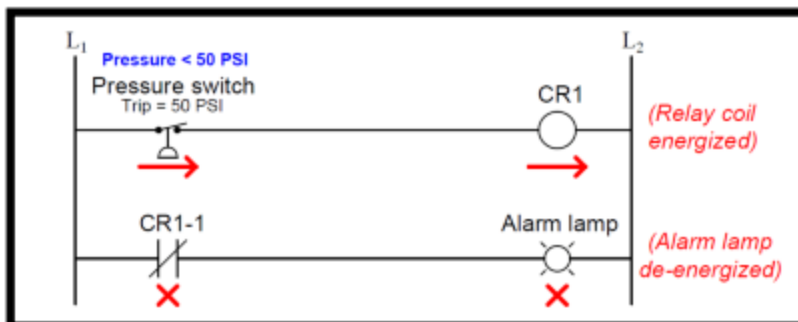 L1
L2
Pressure < 50 PSI
Pressure switch
Trip = 50 PSI
CR1
(Relay coil
energized)
CR1-1
Alarm lamp
(Alarm lamp
de-energized)